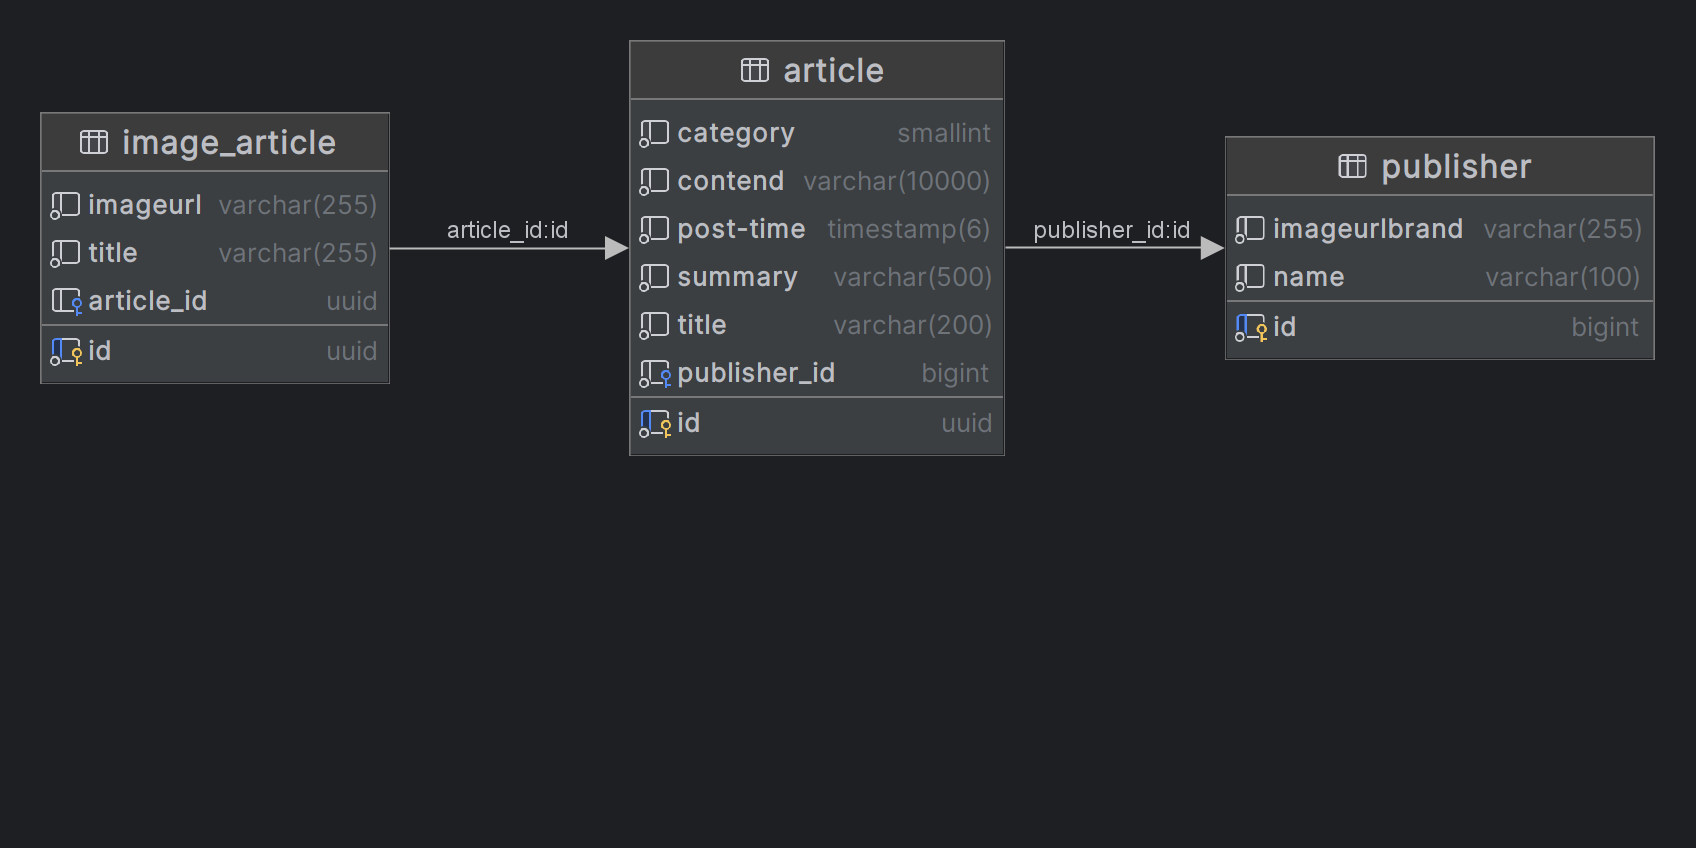 image_article
imageurl varchar(255)
title varchar(255)
article_id uuid
id uuid
article_id:id
article
category smallint
contend varchar(10000)
post-time timestamp(6)
summary varchar(500)
title varchar(200)
publisher_id bigint
id uuid
publisher_id:id
publisher
imageurlbrand varchar(255)
name varchar(100)
id bigint